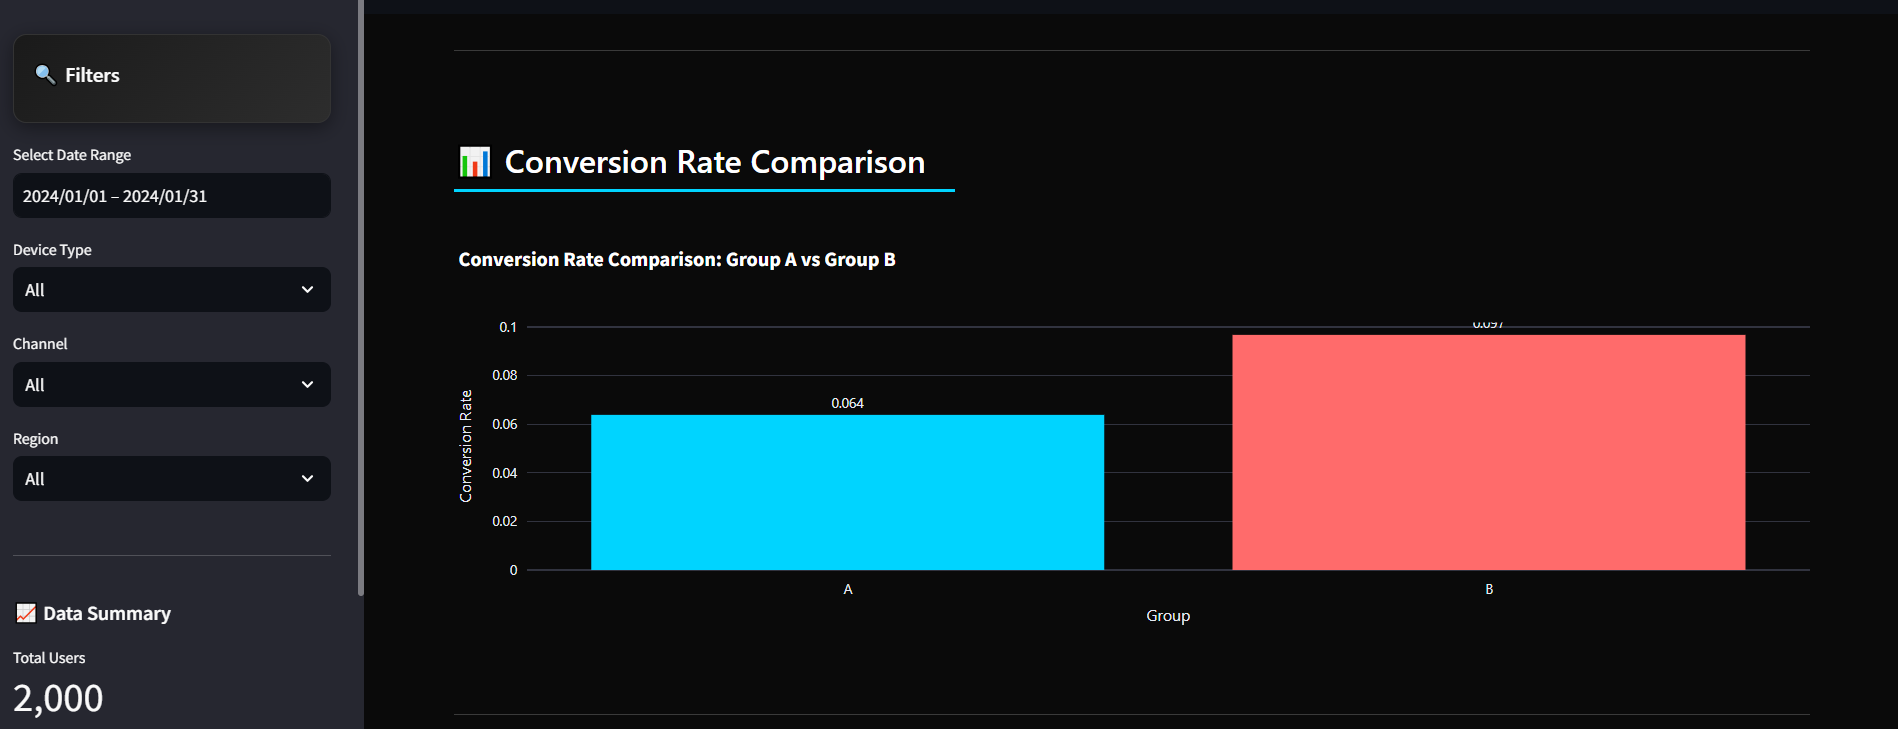 Filters
Select Date Range
2024/01/01 – 2024/01/31
Device Type
All
Channel
All
Region
All
Data Summary
Total Users
2,000
Conversion Rate Comparison
Conversion Rate Comparison: Group A vs Group B
Conversion Rate
0.1
0.08
0.06
0.04
0.02
0
0.064
0.097
A
B
Group